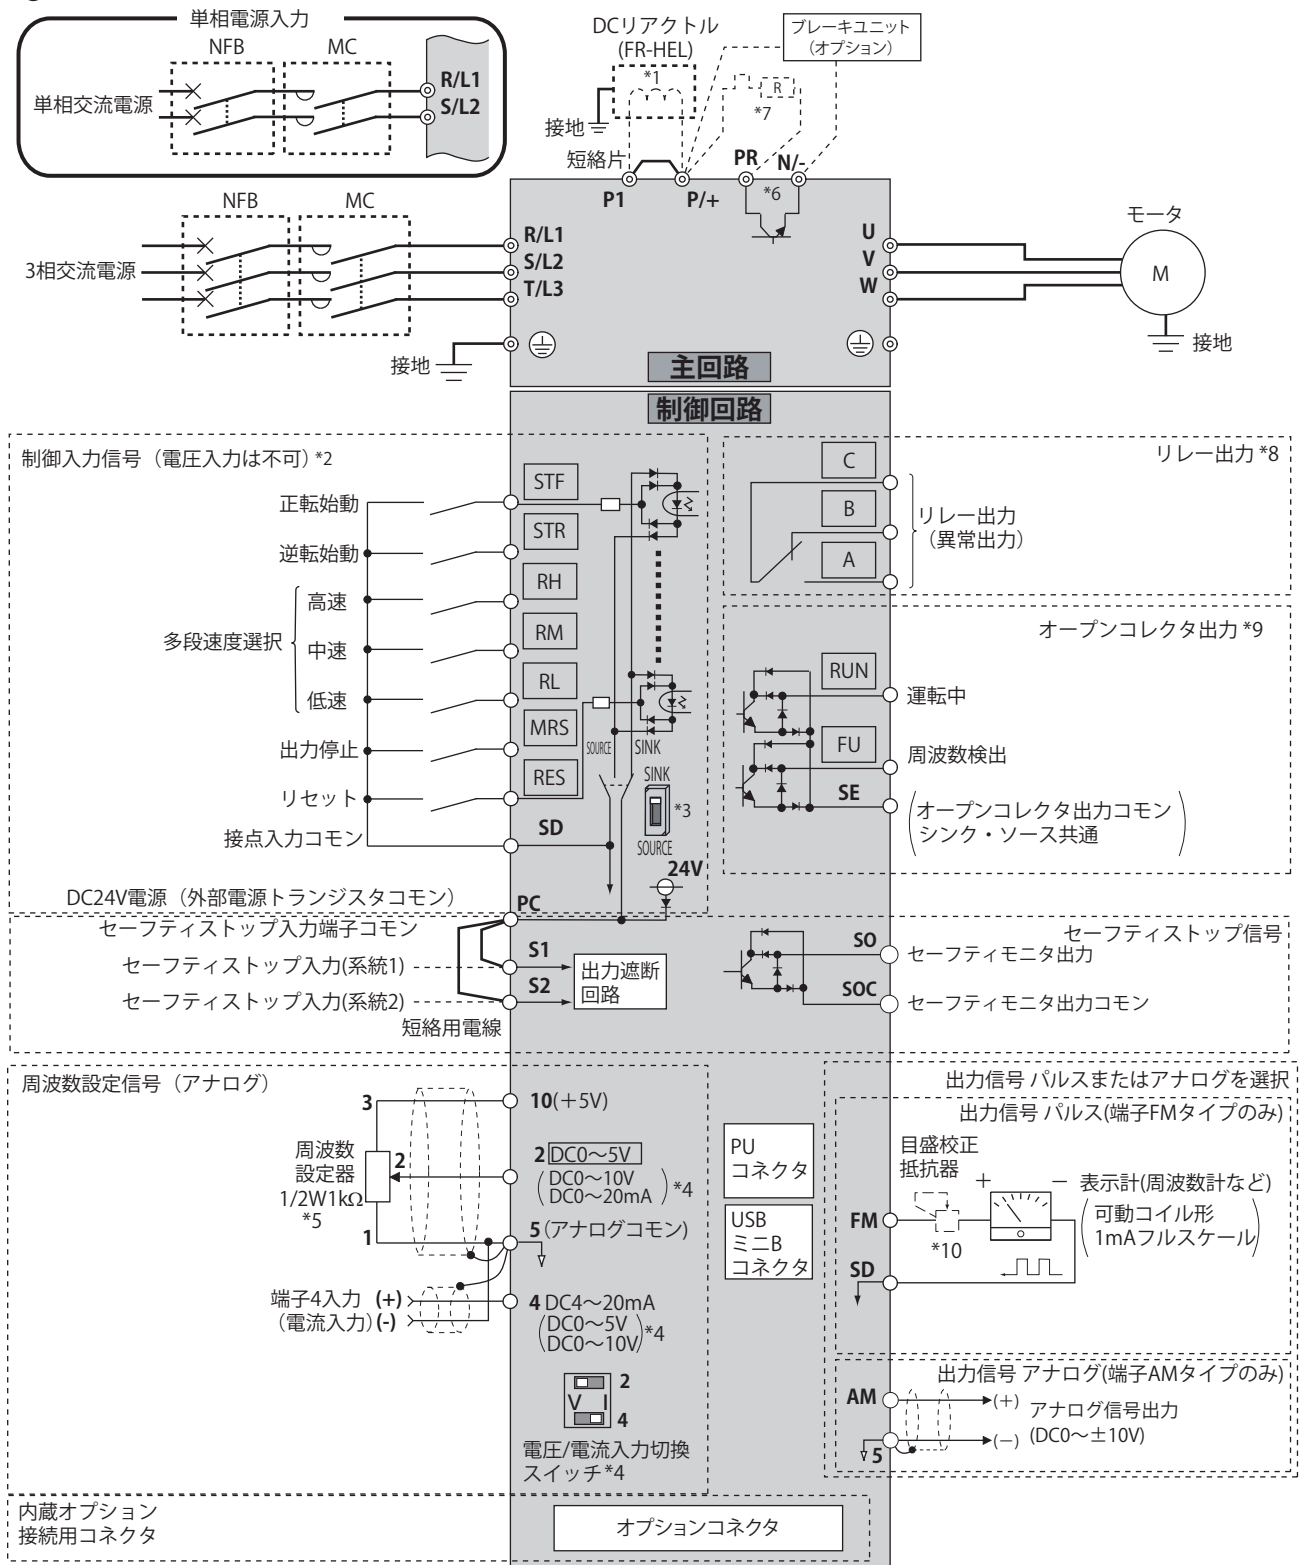 単相電源入力
NFB
MC
R/L1
S/L2
単相交流電源
DCリアクトル
(FR-HEL)
*1
接地
短絡片
ブレーキユニット
(オプション)
R
*7
P1
P/+
PR
N/-
*6
NFB
MC
3相交流電源
R/L1
S/L2
T/L3
接地
U
V
W
モータ
M
接地
主回路
制御回路
制御入力信号(電圧入力は不可)*2
正転始動
STF
逆転始動
STR
多段速度選択
高速
RH
中速
RM
低速
RL
出力停止
MRS
リセット
RES
接点入力コモン
SD
SOURCE
SINK
SINK
*3
SOURCE
24V
DC24V電源(外部電源トランジスタコモン)
PC
リレー出力*8
C
B
A
リレー出力
(異常出力)
オープンコレクタ出力*9
RUN
運転中
FU
周波数検出
SE
オープンコレクタ出力コモン
シンク・ソース共通
セーフティストップ入力端子コモン
セーフティストップ入力(系統1)
S1
セーフティストップ入力(系統2)
S2
短絡用電線
出力遮断
回路
セーフティストップ信号
SO
セーフティモニタ出力
SOC
セーフティモニタ出力コモン
周波数設定信号(アナログ)
3
10(+5V)
周波数
設定器
1/2W1kΩ
*5
2
2 DC0~5V
DC0~10V
DC0~20mA
*4
1
5(アナログコモン)
端子4入力
(電流入力)
(+)
(-)
4 DC4~20mA
DC0~5V
DC0~10V
*4
2
V I
4
電圧/電流入力切換
スイッチ*4
PU
コネクタ
USB
ミニB
コネクタ
出力信号 パルスまたはアナログを選択
出力信号 パルス(端子FMタイプのみ)
目盛校正
抵抗器
+
-
表示計(周波数計など)
可動コイル形
1mAフルスケール
FM
*10
SD
出力信号 アナログ(端子AMタイプのみ)
AM
(+)
アナログ信号出力
(DC0~±10V)
(-)
5
内蔵オプション
接続用コネクタ
オプションコネクタ